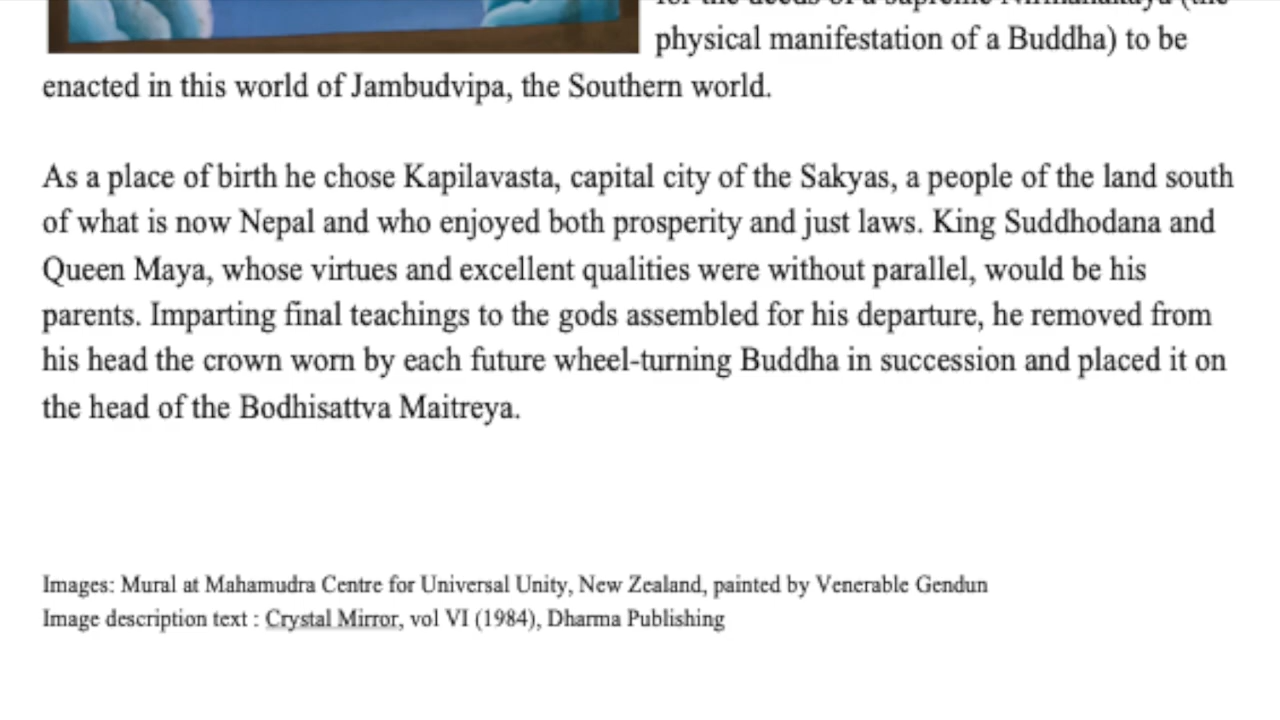 physical manifestation of a Buddha) to be
enacted in this world of Jambudvipa, the Southern world.
As a place of birth he chose Kapilavasta, capital city of the Sakyas, a people of the land south
of what is now Nepal and who enjoyed both prosperity and just laws. King Suddhodana and
Queen Maya, whose virtues and excellent qualities were without parallel, would be his
parents. Imparting final teachings to the gods assembled for his departure, he removed from
his head the crown worn by each future wheel-turning Buddha in succession and placed it on
the head of the Bodhisattva Maitreya.
Images: Mural at Mahamudra Centre for Universal Unity, New Zealand, painted by Venerable Gendun
Image description text : Crystal Mirror, vol VI (1984), Dharma Publishing